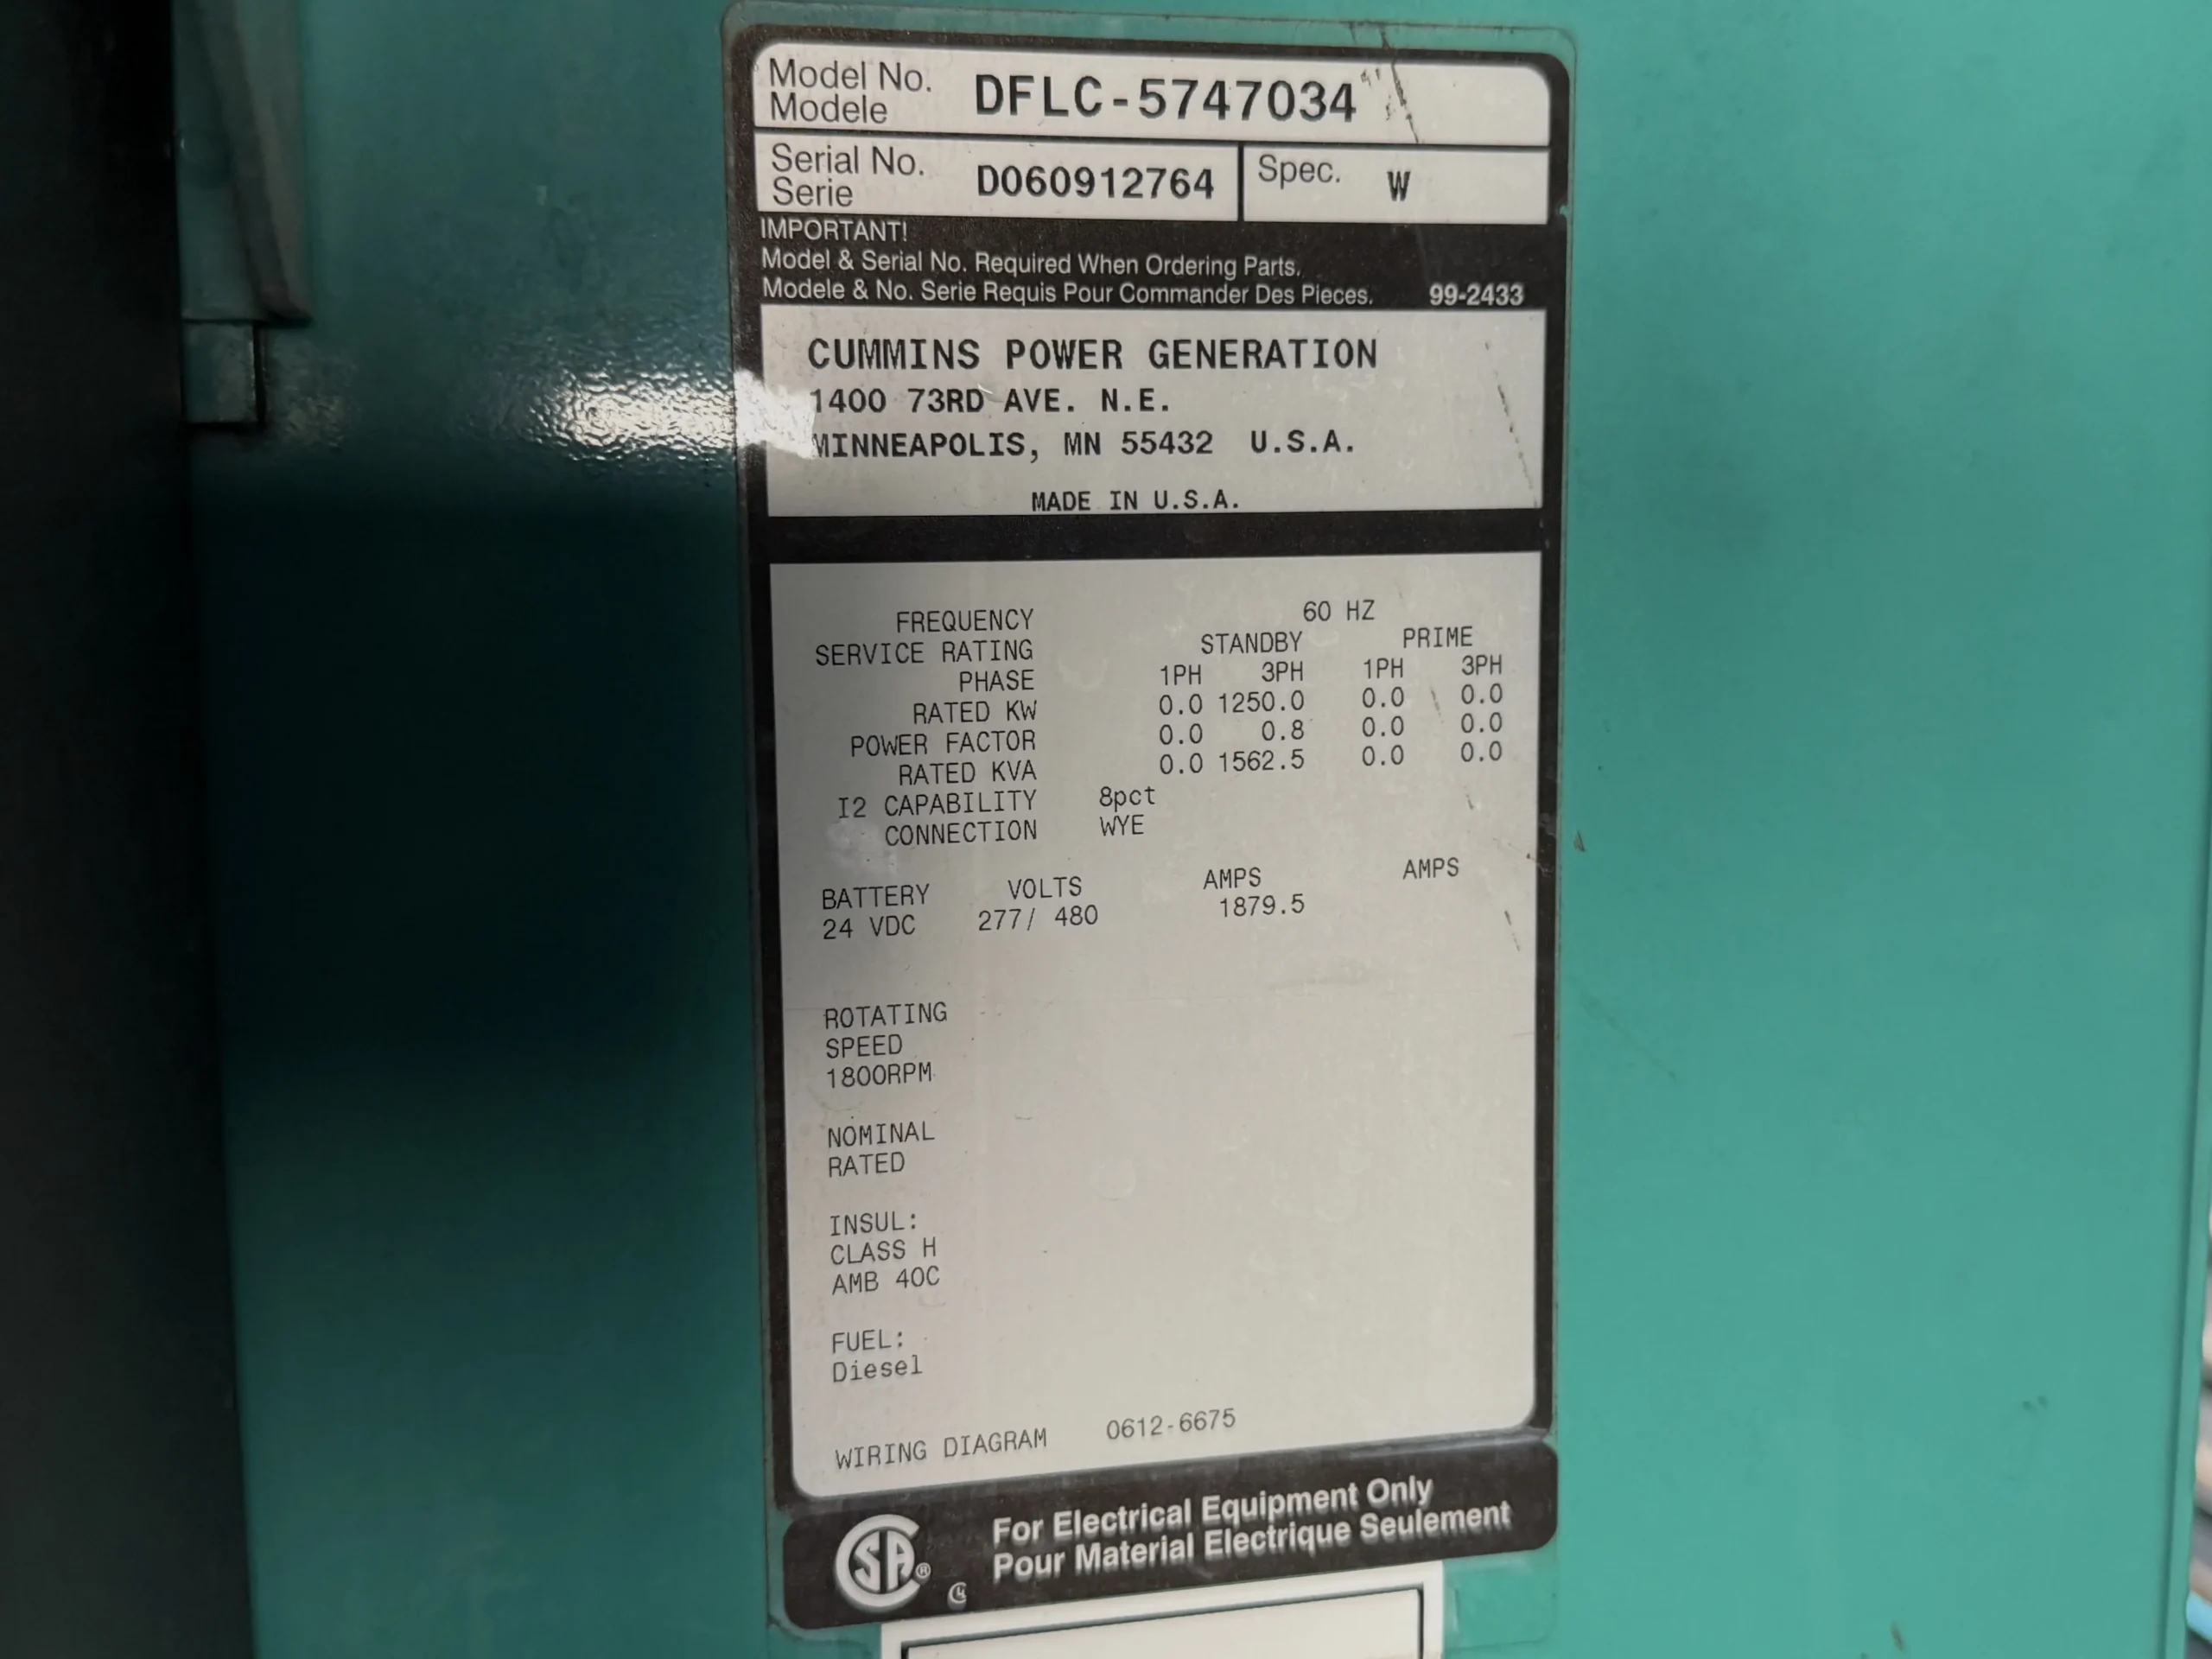 Model No. DFLC-5747034
Modele
Serial No. D060912764 Spec. W
Serie
IMPORTANT!
Model & Serial No. Required When Ordering Parts.
Modele & No. Serie Requis Pour Commander Des Pieces. 99-2433
CUMMINS POWER GENERATION
1400 73RD AVE. N.E.
MINNEAPOLIS, MN 55432 U.S.A.
MADE IN U.S.A.
FREQUENCY 60 HZ
SERVICE RATING STANDBY PRIME
PHASE 1PH 3PH 1PH 3PH
RATED KW 0.0 1250.0 0.0 0.0
POWER FACTOR 0.0 0.8 0.0 0.0
RATED KVA 0.0 1562.5 0.0 0.0
I2 CAPABILITY 8pct
CONNECTION WYE
BATTERY VOLTS AMPS AMPS
24 VDC 277/ 480 1879.5
ROTATING
SPEED
1800RPM
NOMINAL
RATED
INSUL:
CLASS H
AMB 40C
FUEL:
Diesel
WIRING DIAGRAM 0612-6675
For Electrical Equipment Only
Pour Material Electrique Seulement
SA®